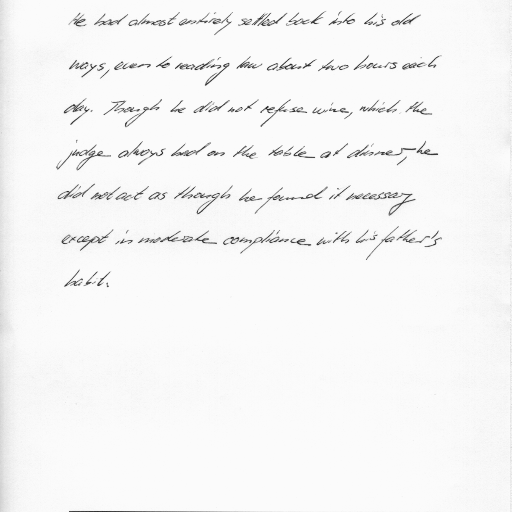 He had almost entirely settled back into his old
ways, even to reading law about two hours each
day. Though he did not refuse wine, which the
judge always had on the table at dinner, he
did not act as though he found it necessary
except in moderate compliance with his father's
habit.